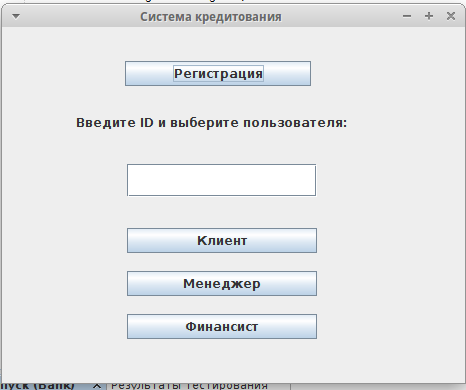 Система кредитования
Регистрация
Введите ID и выберите пользователя:
Клиент
Менеджер
Финансист
пуск (Bank) Результаты тестирования